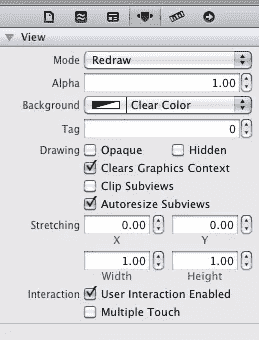 View
Mode Redraw
Alpha 1.00
Background Clear Color
Tag 0
Drawing Opaque Hidden
Clears Graphics Context
Clip Subviews
Autoresize Subviews
Stretching 0.00 0.00
X Y
1.00 1.00
Width Height
Interaction User Interaction Enabled
Multiple Touch